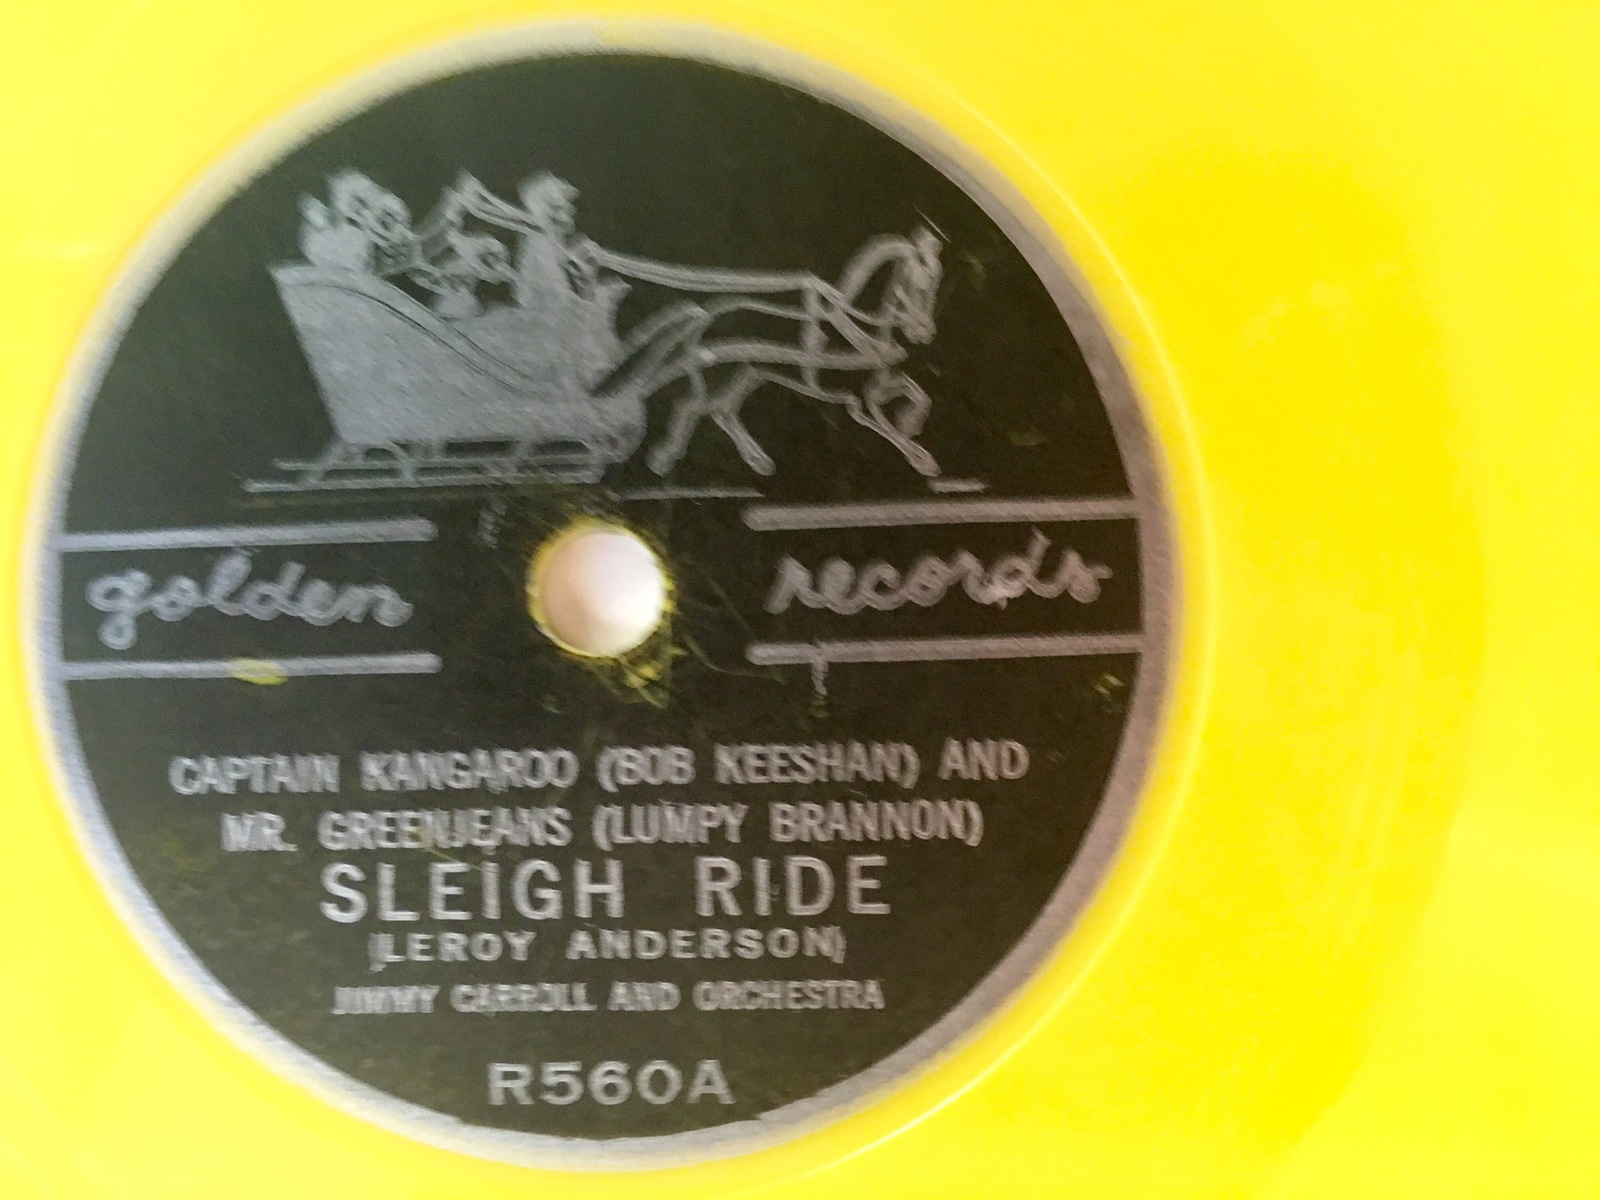 golden records
CAPTAIN KANGAROO (BOB KEESHAN) AND
MR. GREENJEANS (LUMPY BRANNON)
SLEIGH RIDE
(LEROY ANDERSON)
JIMMY CARROLL AND ORCHESTRA
R560A